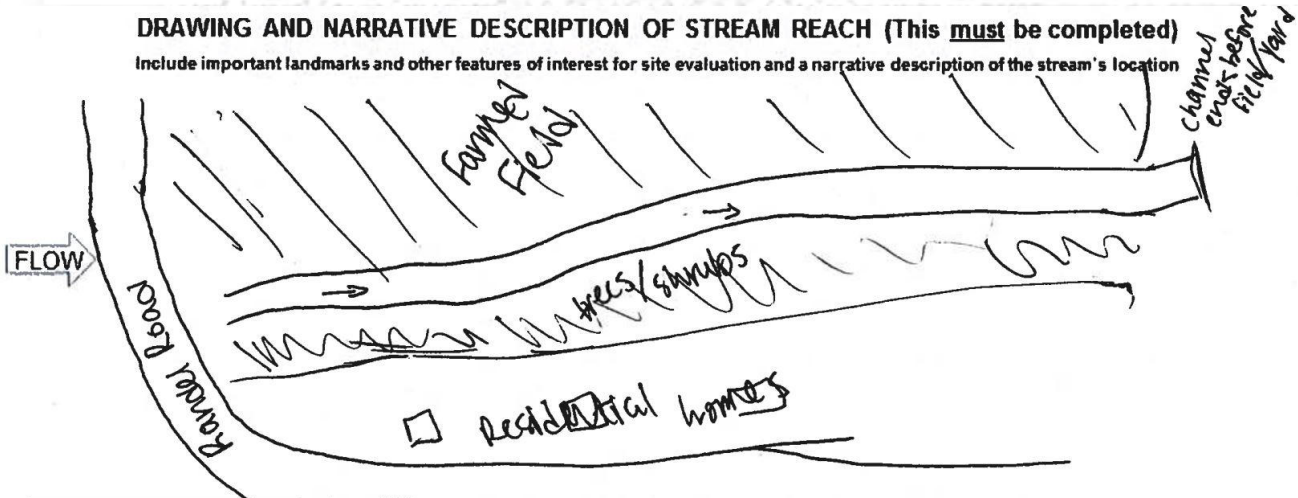 DRAWING AND NARRATIVE DESCRIPTION OF STREAM REACH (This must be completed)
Include important landmarks and other features of interest for site evaluation and a narrative description of the stream's location
channel
ends before
field/yard
Farmed
Field
FLOW
trees/shrubs
Randel Road
Residential homes